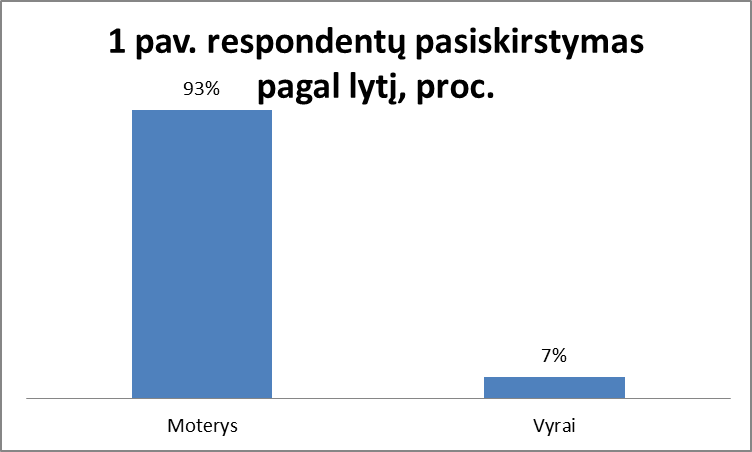 1 pav. respondentų pasiskirstymas
pagal lytį, proc.
93%
7%
Moterys
Vyrai